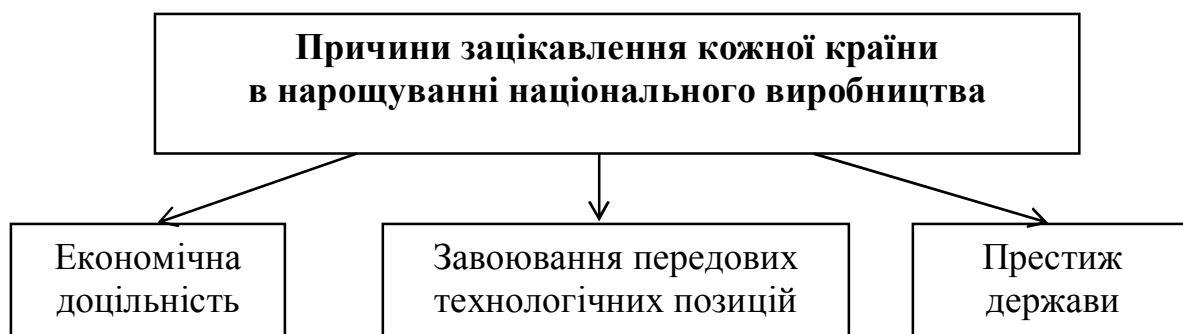 Причини зацікавлення кожної країни
в нарощуванні національного виробництва
Економічна
доцільність
Завоювання передових
технологічних позицій
Престиж
держави